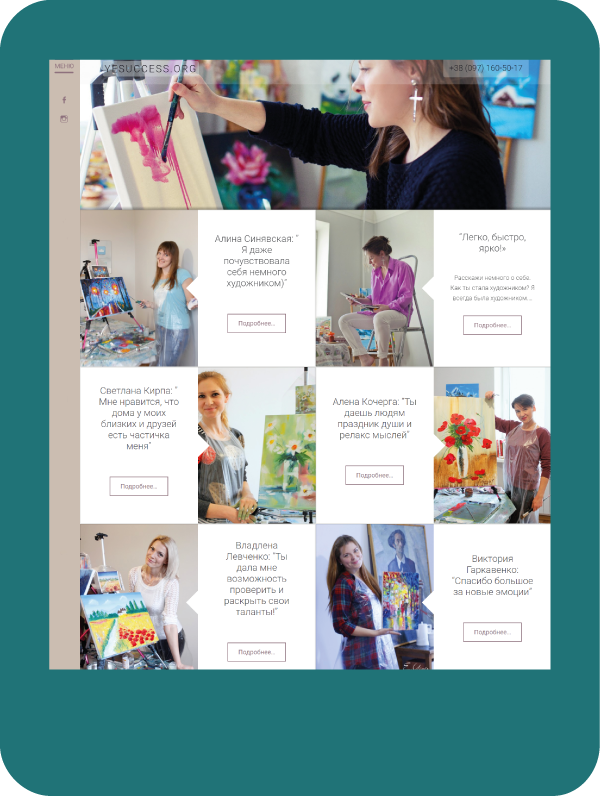 МЕНЮ
YESUCCESS.ORG
+38 (097) 160-50-17
Алина Синявская: "
Я даже
почувствовала
себя немного
художником)"
Подробнее...
"Легко, быстро,
ярко!»
Расскажи немного о себе.
Как ты стала художником? Я
всегда была художником....
Подробнее...
Светлана Кирпа: "
Мне нравится, что
дома у моих
близких и друзей
есть частичка
меня"
Подробнее...
Алена Кочерга: "Ты
даешь людям
праздник души и
релакс мыслей"
Подробнее...
Владлена
Левченко: "Ты
дала мне
возможность
проверить и
раскрыть свои
таланты!"
Подробнее...
Виктория
Гаркавенко:
"Спасибо большое
за новые эмоции"
Подробнее...